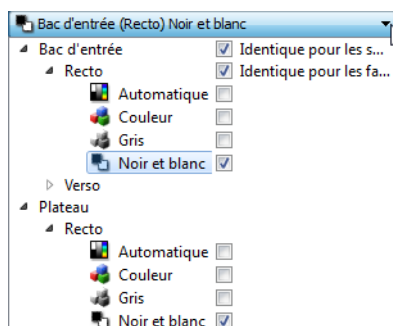 Bac d'entrée (Recto) Noir et blanc
Bac d'entrée Identique pour les s...
Recto Identique pour les fa...
Automatique
Couleur
Gris
Noir et blanc
Verso
Plateau
Recto
Automatique
Couleur
Gris
Noir et blanc